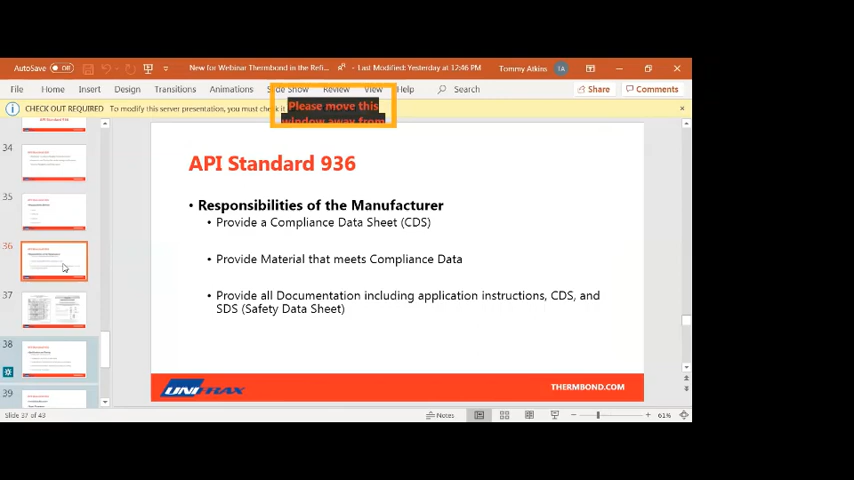 AutoSave Off
New for Webinar Thermbond in the Refi... - Last Modified: Yesterday at 12:46 PM
Tommy Atkins TA
File Home Insert Design Transitions Animations Slide Show Review View Help Search Share Comments
CHECK OUT REQUIRED To modify this server presentation, you must check it
Please move this
window away from
34
35
36
37
38
39
API Standard 936
• Responsibilities of the Manufacturer
• Provide a Compliance Data Sheet (CDS)
• Provide Material that meets Compliance Data
• Provide all Documentation including application instructions, CDS, and
SDS (Safety Data Sheet)
UNIFRAX
THERMBOND.COM
Slide 37 of 43
Notes
61%